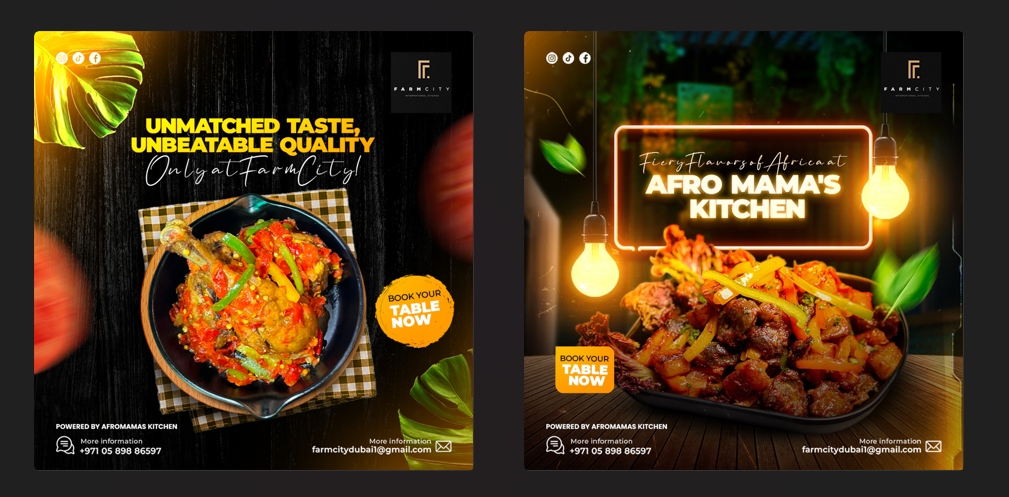 FARMCITY
UNMATCHED TASTE,
UNBEATABLE QUALITY
Only at FarmCity!
BOOK YOUR
TABLE
NOW
POWERED BY AFROMAMAS KITCHEN
More information
+971 05 898 86597
More information
farmcitydubai1@gmail.com
FARMCITY
Fiery Flavors of Africa at
AFRO MAMA'S
KITCHEN
BOOK YOUR
TABLE
NOW
POWERED BY AFROMAMAS KITCHEN
More information
+971 05 898 86597
More information
farmcitydubai1@gmail.com